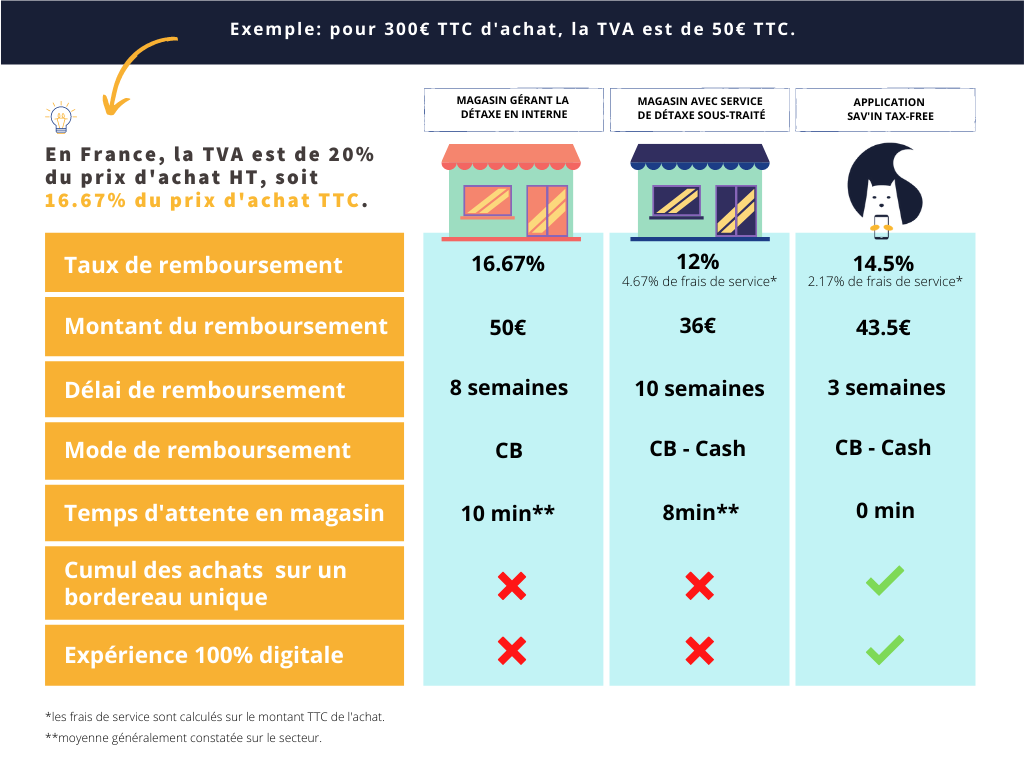 Exemple: pour 300€ TTC d'achat, la TVA est de 50€ TTC.
En France, la TVA est de 20%
du prix d'achat HT, soit
16.67% du prix d'achat TTC.
MAGASIN GÉRANT LA
DÉTAXE EN INTERNE
MAGASIN AVEC SERVICE
DE DÉTAXE SOUS-TRAITÉ
APPLICATION
SAV'IN TAX-FREE
Taux de remboursement
16.67%
12%
4.67% de frais de service*
14.5%
2.17% de frais de service*
Montant du remboursement
50€
36€
43.5€
Délai de remboursement
8 semaines
10 semaines
3 semaines
Mode de remboursement
CB
CB - Cash
CB - Cash
Temps d'attente en magasin
10 min**
8min**
0 min
Cumul des achats  sur un
bordereau unique
Expérience 100% digitale
*les frais de service sont calculés sur le montant TTC de l'achat.
**moyenne généralement constatée sur le secteur.